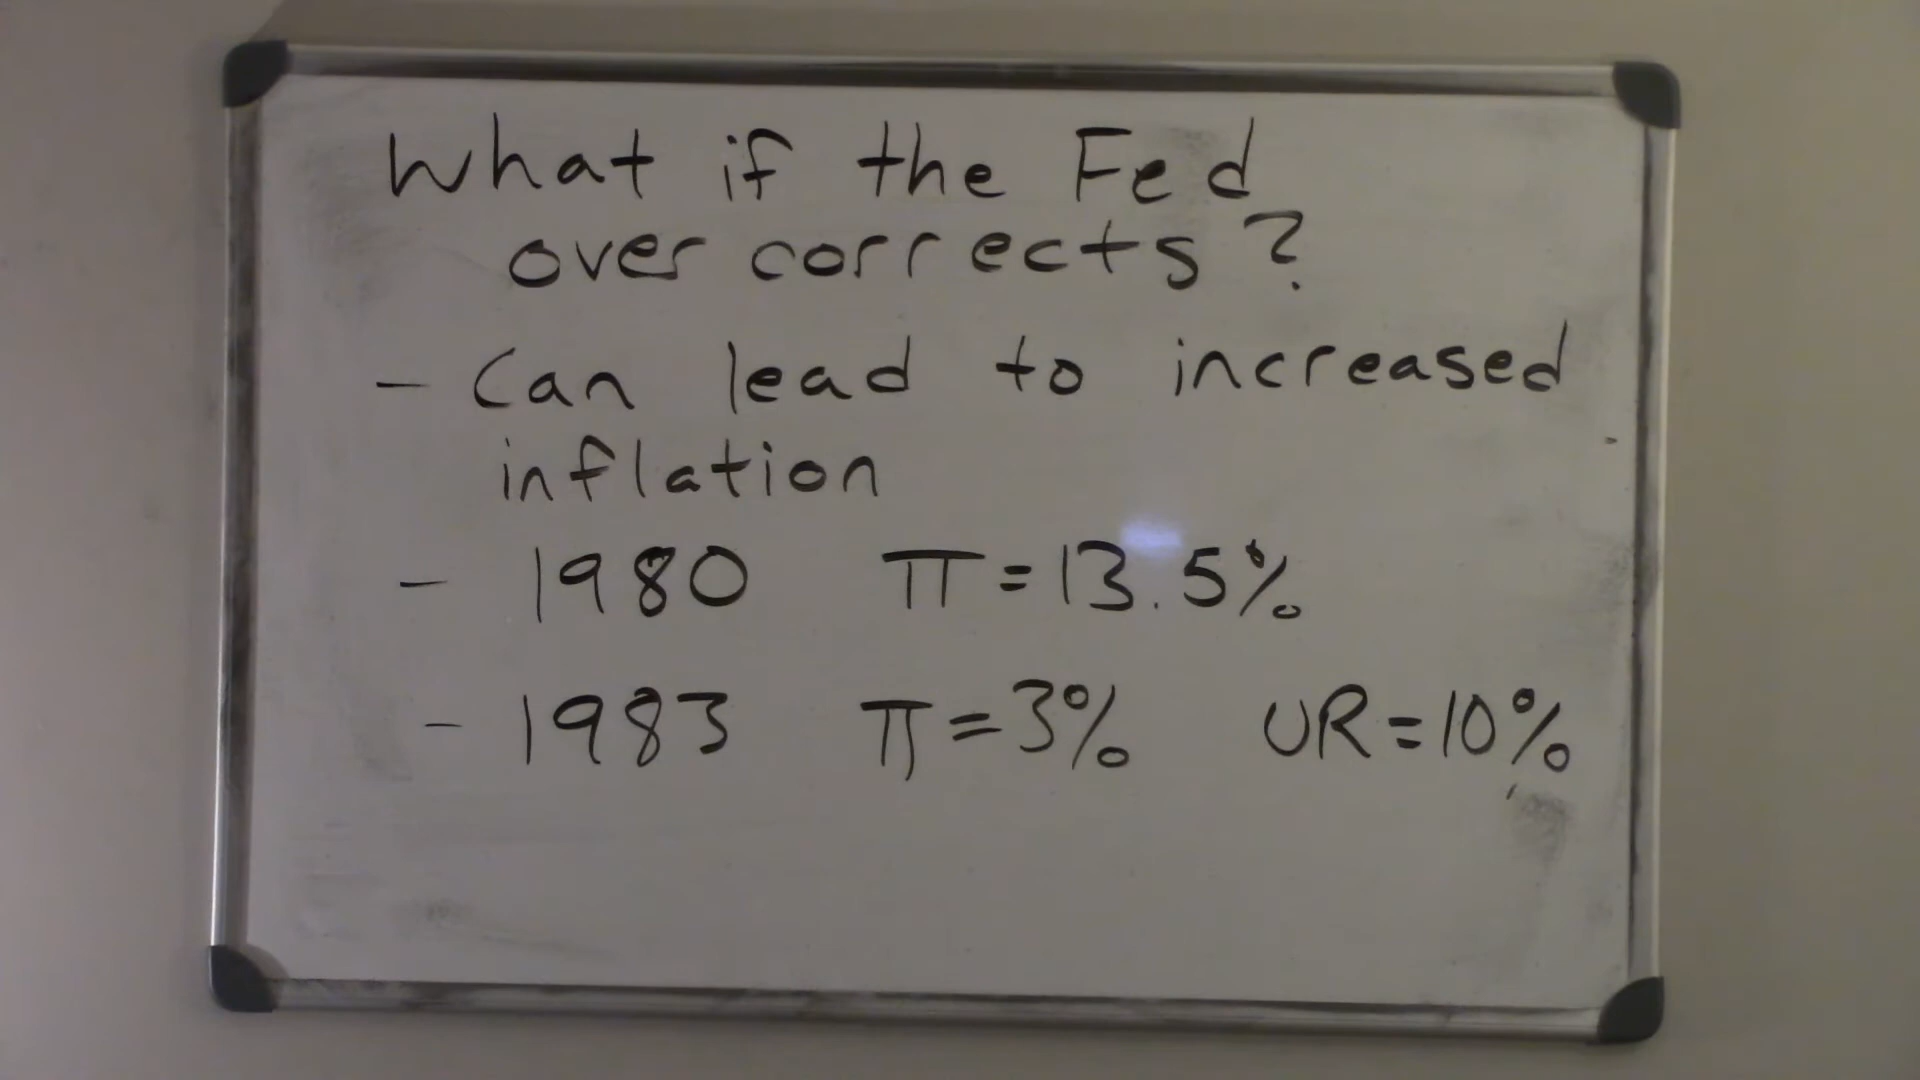 What if the Fed
over corrects?
- Can lead to increased
inflation
- 1980 π=13.5%
- 1983 π=3% UR=10%